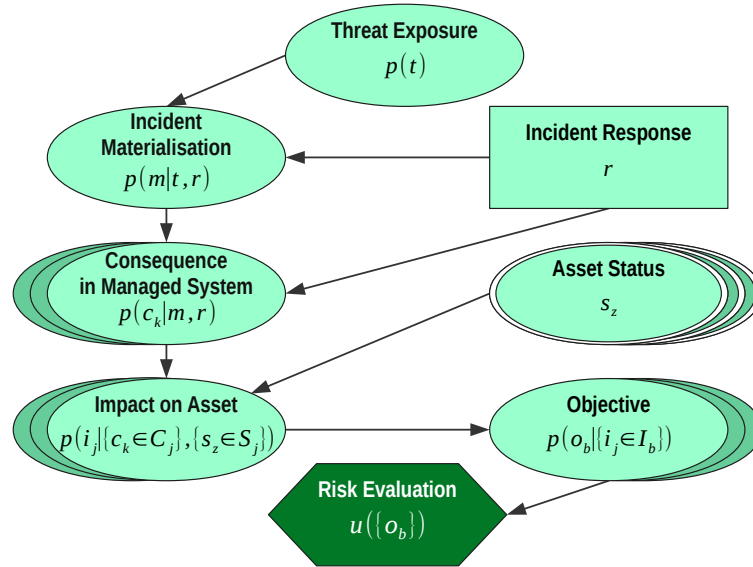 Threat Exposure
p(t)
Incident
Materialisation
p(m|t,r)
Incident Response
r
Consequence
in Managed System
p(c_k|m,r)
Asset Status
s_z
Impact on Asset
p(i_j|{c_k∈C_j},{s_z∈S_j})
Objective
p(o_b|{i_j∈I_b})
Risk Evaluation
u({o_b})